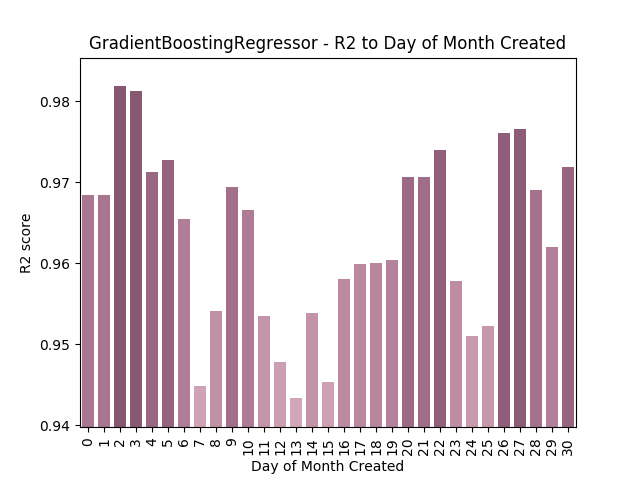 GradientBoostingRegressor - R2 to Day of Month Created
0.98
0.97
0.96
0.95
0.94
R2 score
0 1 2 3 4 5 6 7 8 9 10 11 12 13 14 15 16 17 18 19 20 21 22 23 24 25 26 27 28 29 30
Day of Month Created